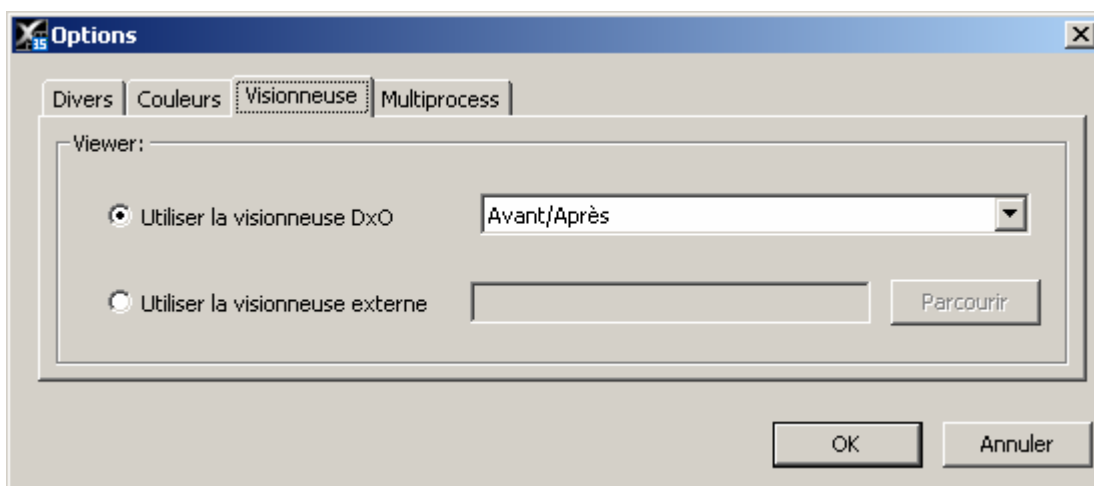 35 Options
Divers Couleurs Visionneuse Multiprocess
Viewer:
Utiliser la visionneuse DxO Avant/Après
Utiliser la visionneuse externe Parcourir
OK Annuler